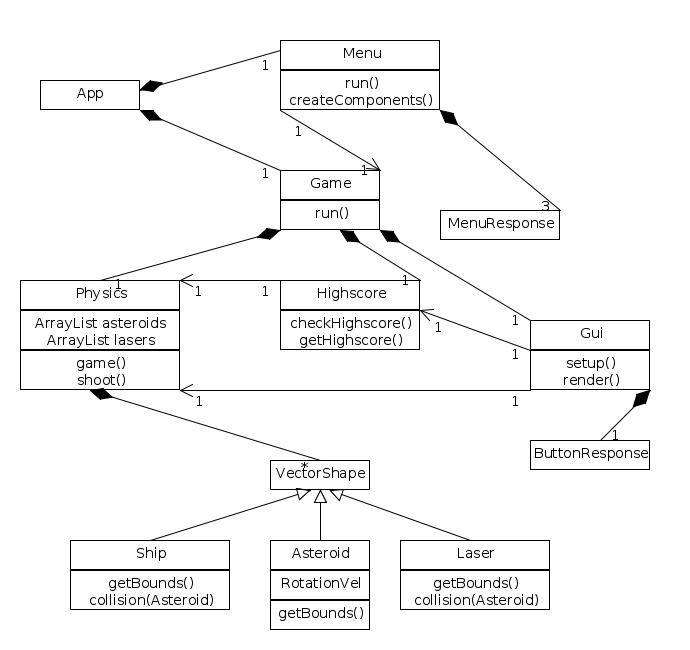 Menu
1
run()
createComponents()
App
1
1
1
Game
3
run()
MenuResponse
1
1
1
1
Physics
Highscore
1
1
ArrayList asteroids
ArrayList lasers
checkHighscore()
getHighscore()
1
Gui
game()
shoot()
setup()
render()
1
1
1
ButtonResponse
*
VectorShape
Ship
Asteroid
Laser
getBounds()
collision(Asteroid)
RotationVel
getBounds()
getBounds()
collision(Asteroid)